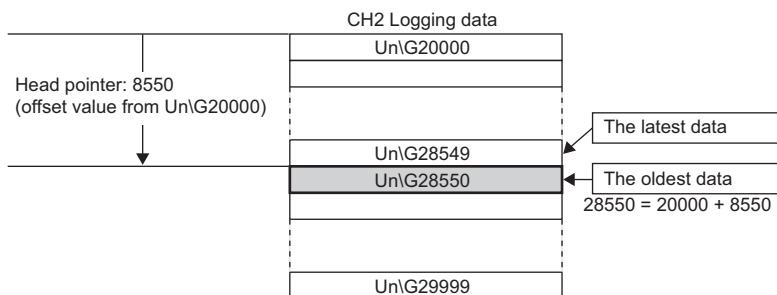 CH2 Logging data
Un\G20000
Head pointer: 8550
(offset value from Un\G20000)
The latest data
Un\G28549
Un\G28550
The oldest data
28550 = 20000 + 8550
Un\G29999